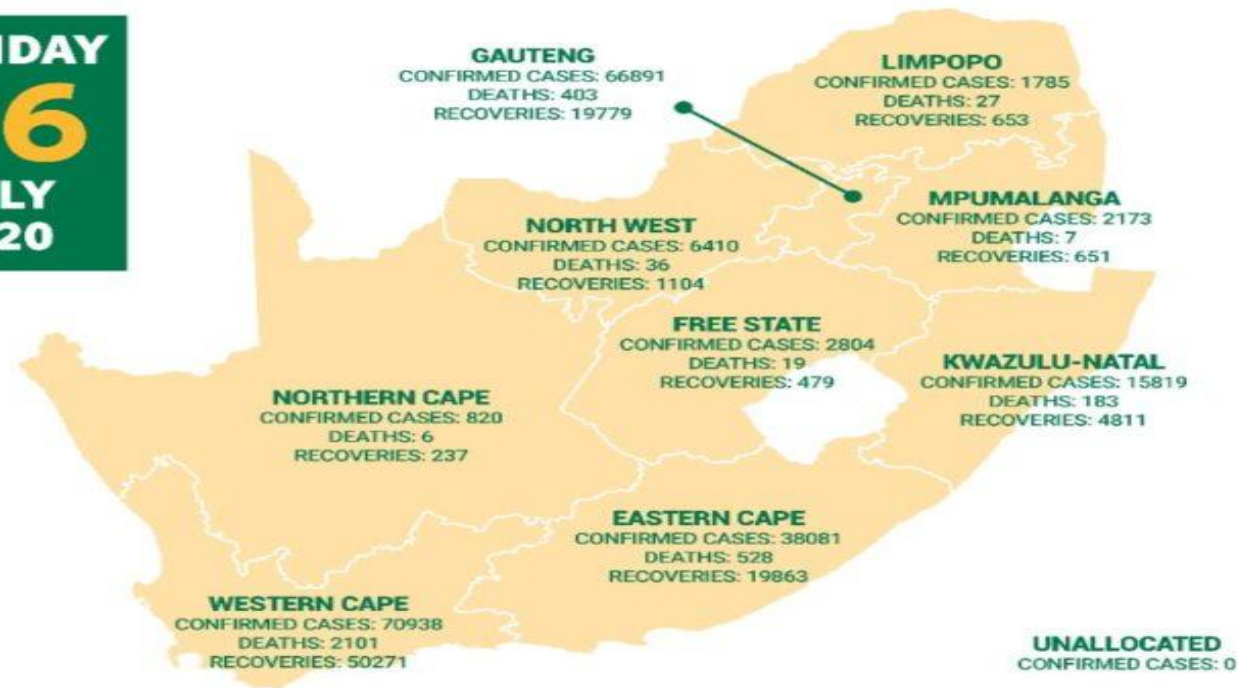 NDAY
6
LY
20
GAUTENG
CONFIRMED CASES: 66891
DEATHS: 403
RECOVERIES: 19779
LIMPOPO
CONFIRMED CASES: 1785
DEATHS: 27
RECOVERIES: 653
MPUMALANGA
CONFIRMED CASES: 2173
DEATHS: 7
RECOVERIES: 651
NORTH WEST
CONFIRMED CASES: 6410
DEATHS: 36
RECOVERIES: 1104
FREE STATE
CONFIRMED CASES: 2804
DEATHS: 19
RECOVERIES: 479
KWAZULU-NATAL
CONFIRMED CASES: 15819
DEATHS: 183
RECOVERIES: 4811
NORTHERN CAPE
CONFIRMED CASES: 820
DEATHS: 6
RECOVERIES: 237
EASTERN CAPE
CONFIRMED CASES: 38081
DEATHS: 528
RECOVERIES: 19863
WESTERN CAPE
CONFIRMED CASES: 70938
DEATHS: 2101
RECOVERIES: 50271
UNALLOCATED
CONFIRMED CASES: 0